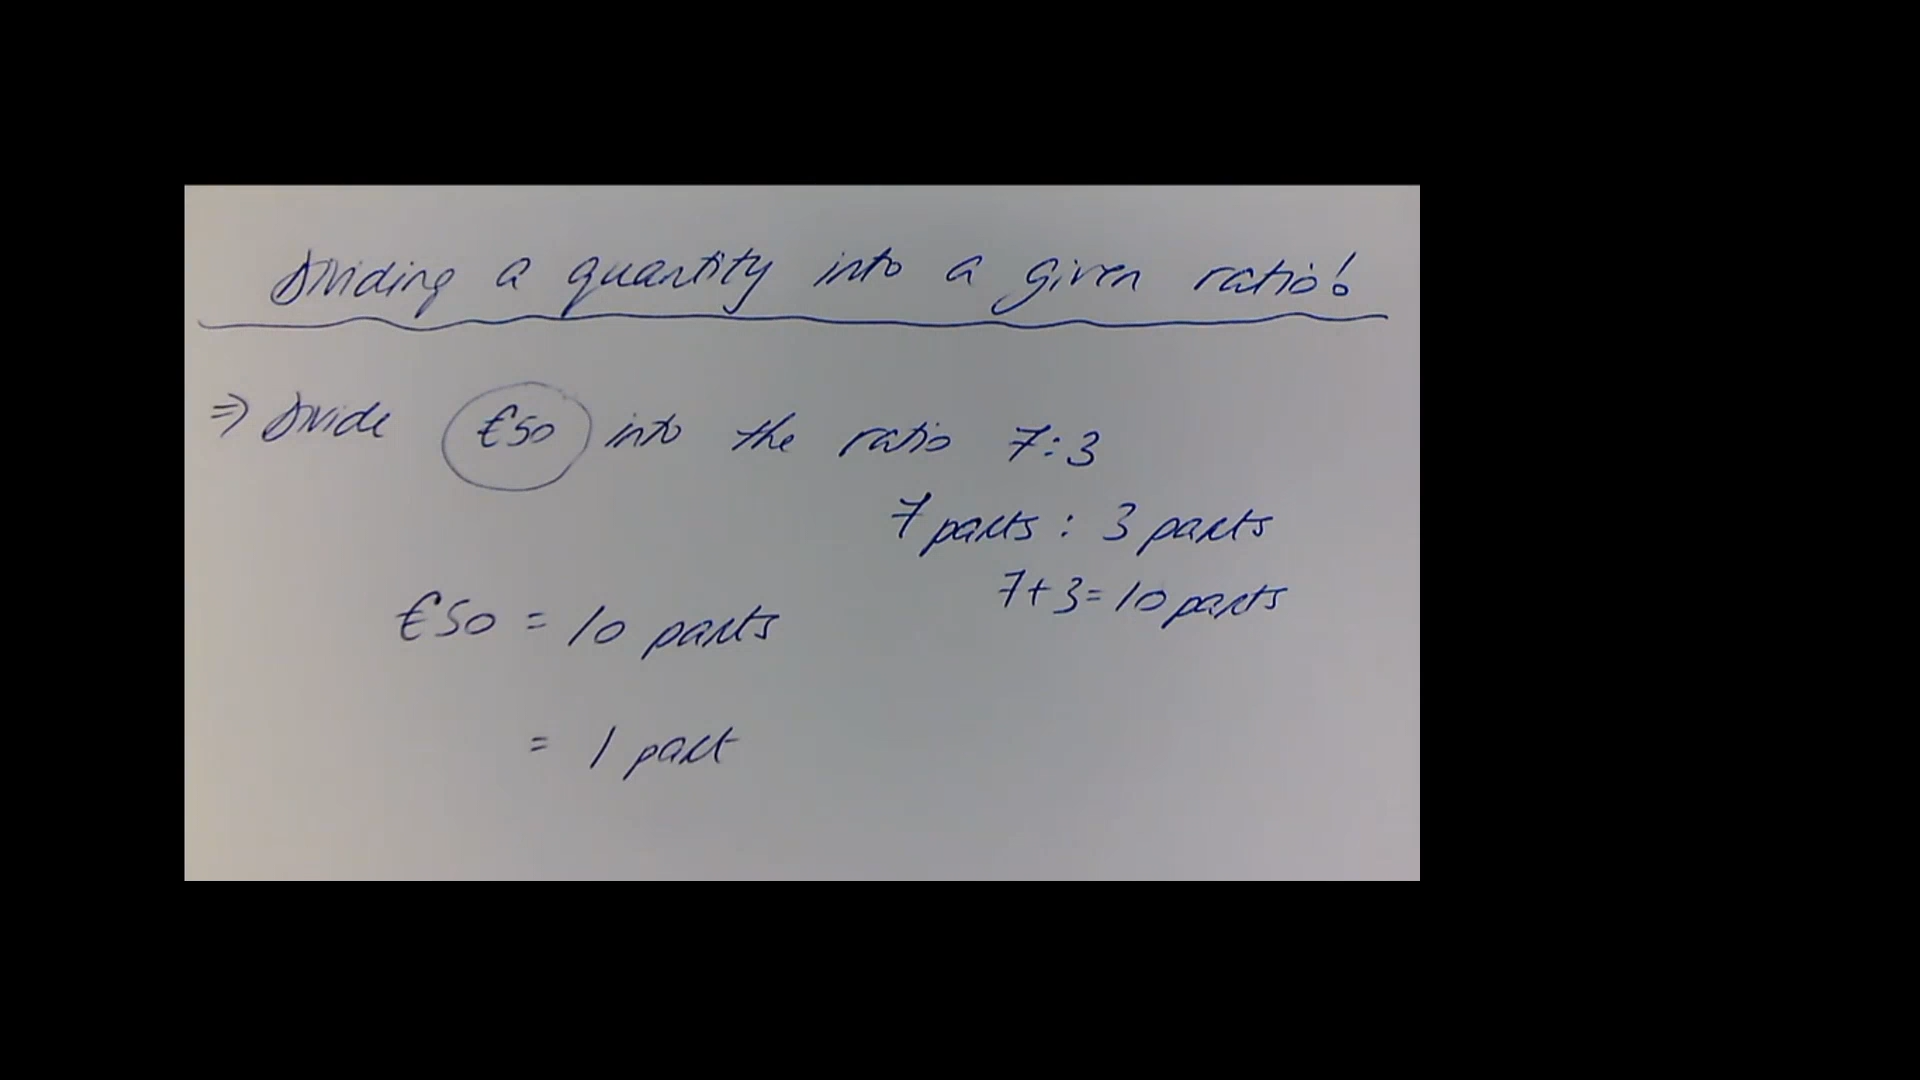 Dividing a quantity into a given ratio!
⇒ Divide €50 into the ratio 7:3
7 parts : 3 parts
7+3=10 parts
€50 = 10 parts
= 1 part